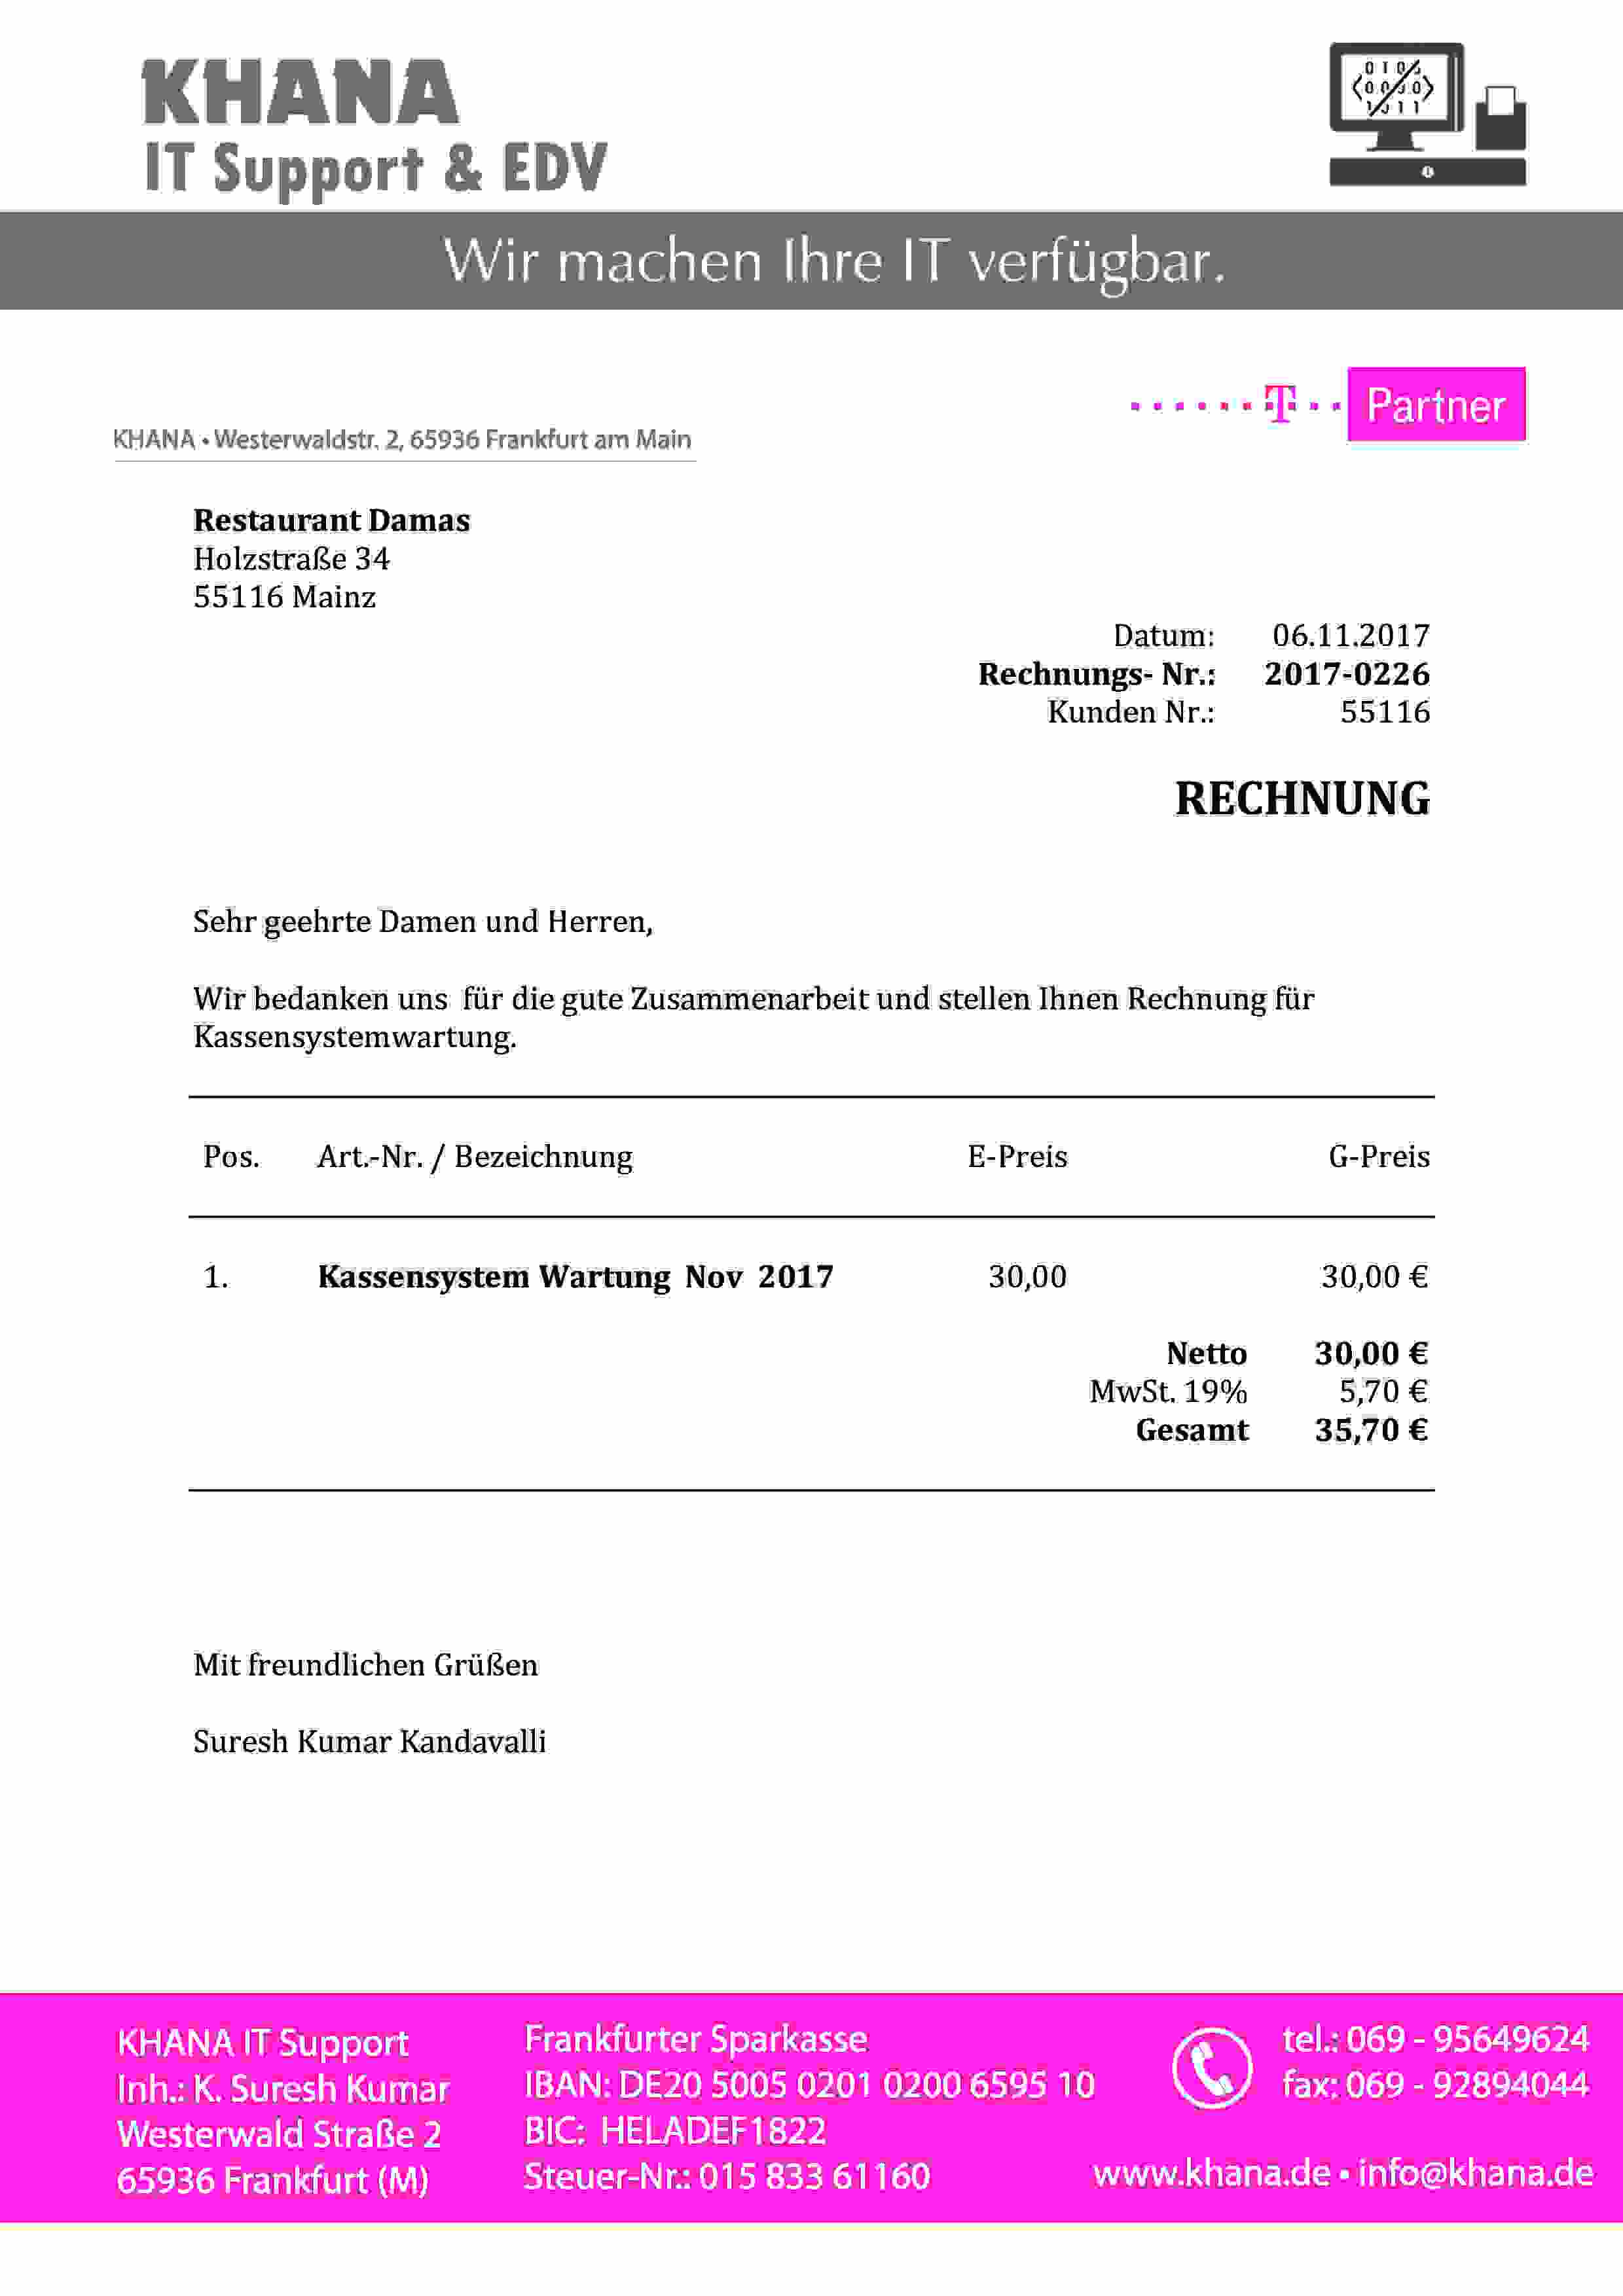 KHANA
IT Support & EDV
Wir machen Ihre IT verfügbar.
T Partner
KHANA • Westerwaldstr. 2, 65936 Frankfurt am Main
Restaurant Damas
Holzstraße 34
55116 Mainz
Datum: 06.11.2017
Rechnungs- Nr.: 2017-0226
Kunden Nr.: 55116
RECHNUNG
Sehr geehrte Damen und Herren,
Wir bedanken uns für die gute Zusammenarbeit und stellen Ihnen Rechnung für
Kassensystemwartung.
Pos. Art.-Nr. / Bezeichnung E-Preis G-Preis
1. Kassensystem Wartung Nov 2017 30,00 30,00 €
Netto 30,00 €
MwSt. 19% 5,70 €
Gesamt 35,70 €
Mit freundlichen Grüßen
Suresh Kumar Kandavalli
KHANA IT Support
Inh.: K. Suresh Kumar
Westerwald Straße 2
65936 Frankfurt (M)
Frankfurter Sparkasse
IBAN: DE20 5005 0201 0200 6595 10
BIC: HELADEF1822
Steuer-Nr.: 015 833 61160
tel.: 069 - 95649624
fax: 069 - 92894044
www.khana.de • info@khana.de